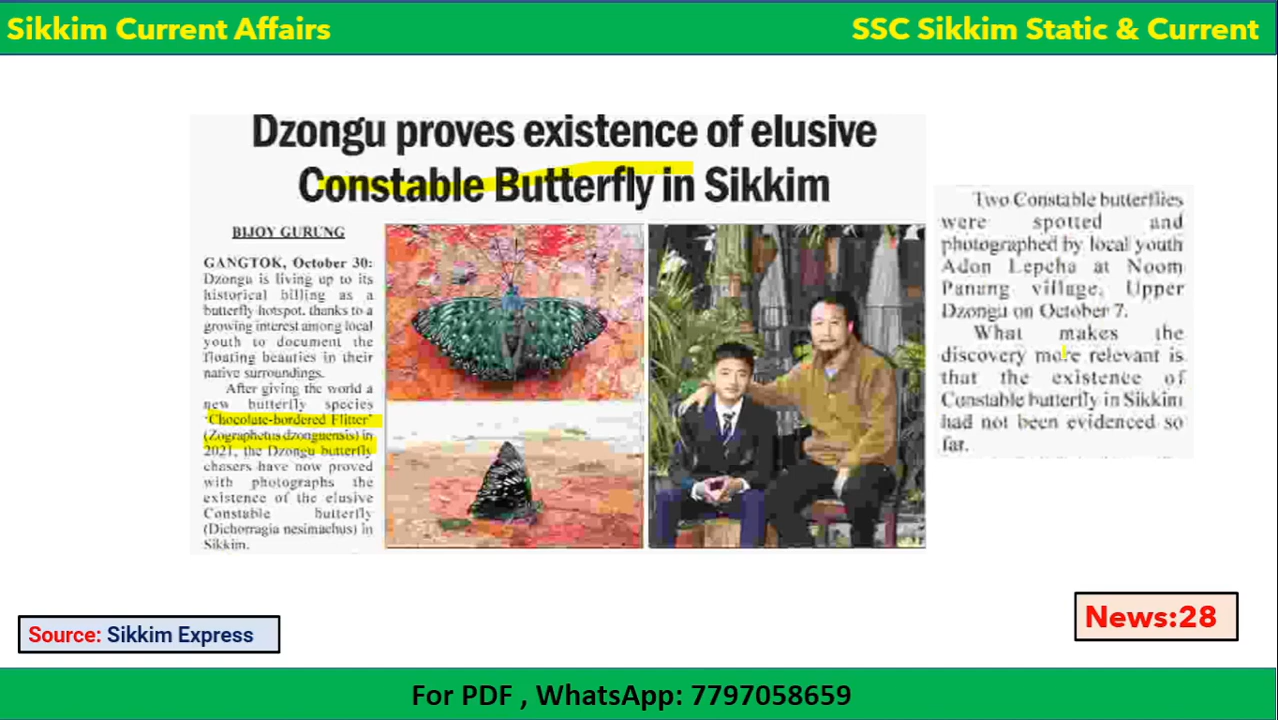 Sikkim Current Affairs
SSC Sikkim Static & Current
Dzongu proves existence of elusive
Constable Butterfly in Sikkim
BIJOY GURUNG
GANGTOK, October 30:
Dzongu is living up to its
historical billing as a
butterfly hotspot, thanks to a
growing interest among local
youth to document the
floating beauties in their
native surroundings.
After giving the world a
new butterfly species
'Chocolate-bordered Flitter'
(Zographetus dzonguensis) in
2021, the Dzongu butterfly
chasers have now proved
with photographs the
existence of the elusive
Constable butterfly
(Dichorragia nesimachus) in
Sikkim.
Two Constable butterflies
were spotted and
photographed by local youth
Adon Lepcha at Noom
Panung village, Upper
Dzongu on October 7.
What makes the
discovery more relevant is
that the existence of
Constable butterfly in Sikkim
had not been evidenced so
far.
Source: Sikkim Express
News:28
For PDF , WhatsApp: 7797058659